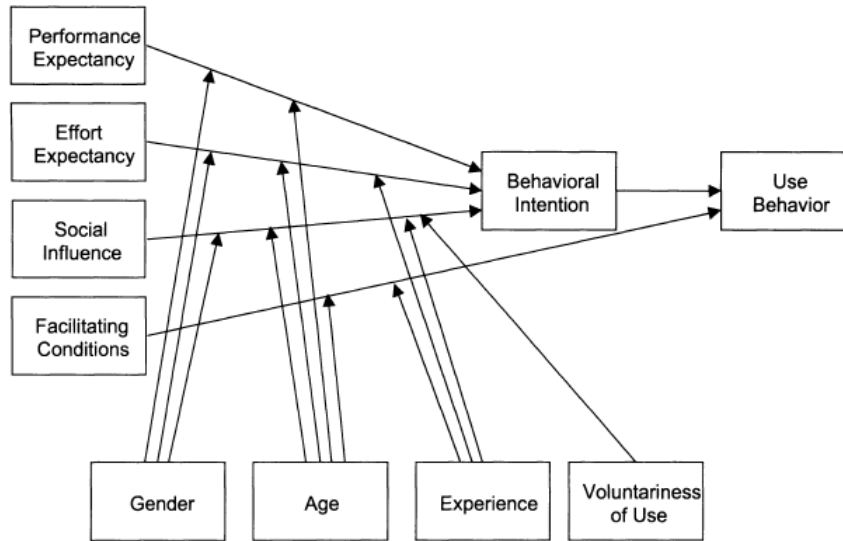 Performance
Expectancy
Effort
Expectancy
Social
Influence
Facilitating
Conditions
Behavioral
Intention
Use
Behavior
Gender
Age
Experience
Voluntariness
of Use